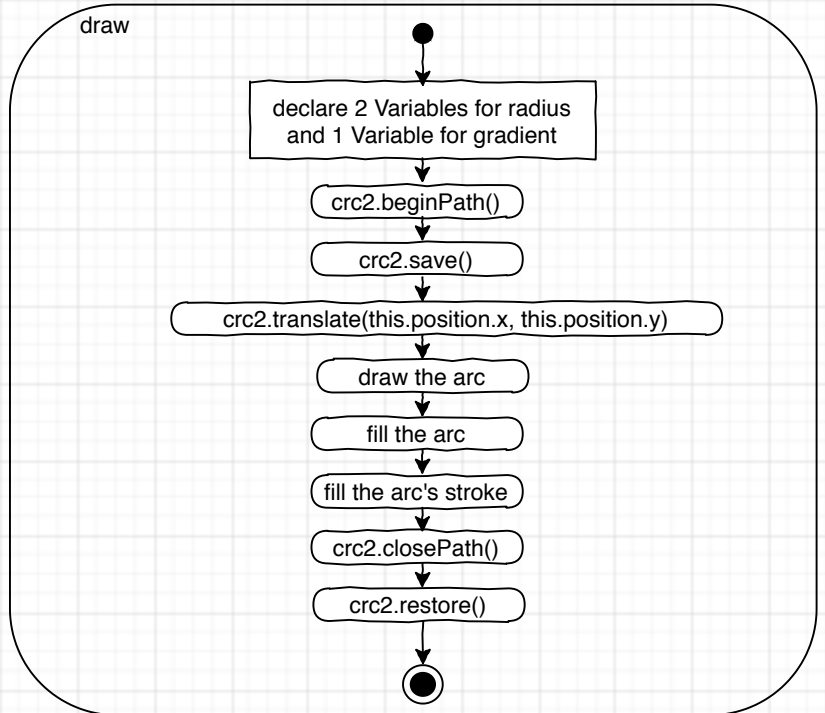 draw
declare 2 Variables for radius
and 1 Variable for gradient
crc2.beginPath()
crc2.save()
crc2.translate(this.position.x, this.position.y)
draw the arc
fill the arc
fill the arc's stroke
crc2.closePath()
crc2.restore()